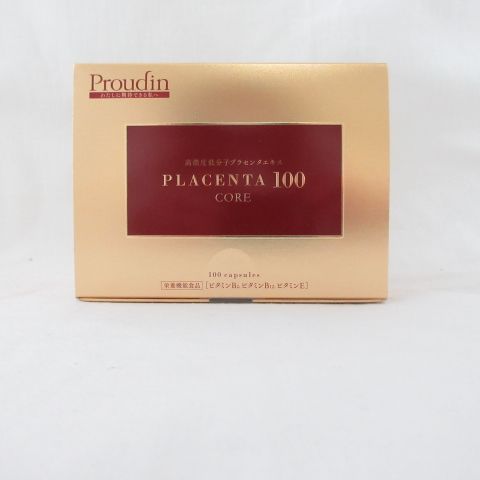 Proudin
わたしに期待できる私へ
高濃度低分子プラセンタエキス
PLACENTA 100
CORE
100 capsules
栄養機能食品 [ビタミンB2, ビタミンB12, ビタミンE]